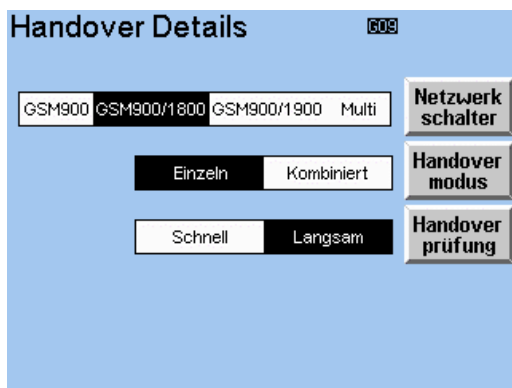 Handover Details G09
GSM900 GSM900/1800 GSM900/1900 Multi
Netzwerk
schalter
Einzeln Kombiniert
Handover
modus
Schnell Langsam
Handover
prüfung